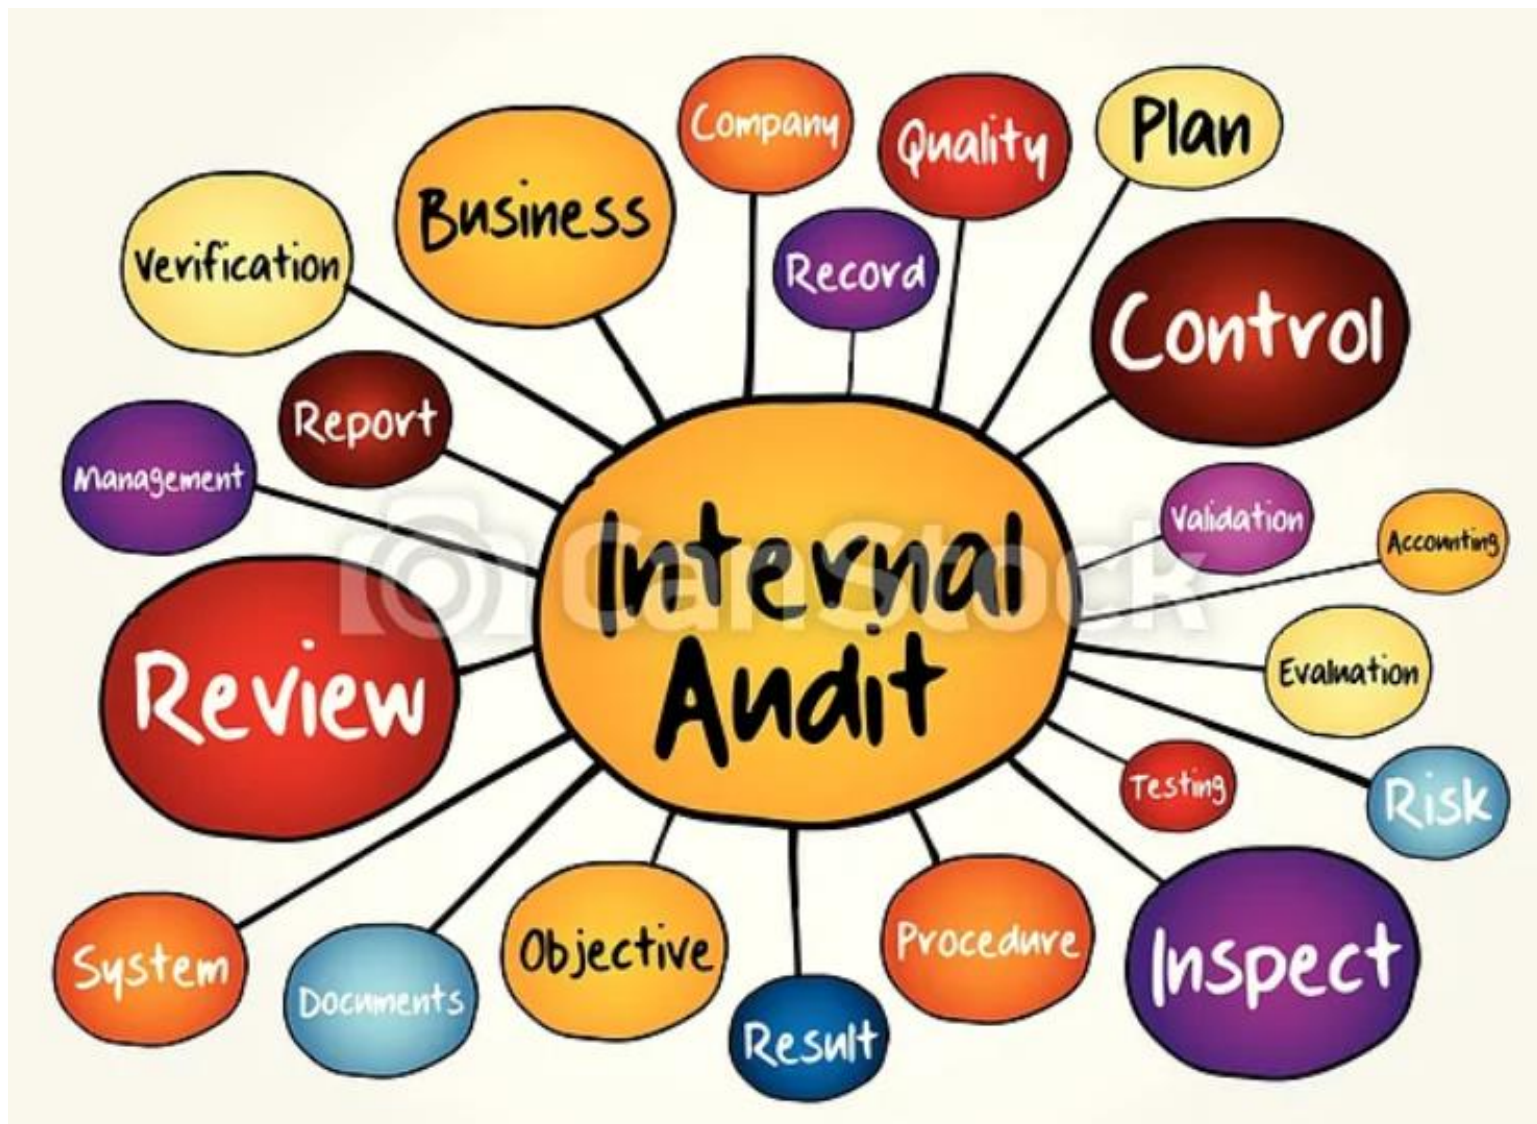 Company
Quality
Plan
Business
Record
Verification
Control
Report
Management
Validation
Accounting
Internal
Audit
CanStock
Review
Evaluation
Testing
Risk
System
Documents
Objective
Procedure
Inspect
Result